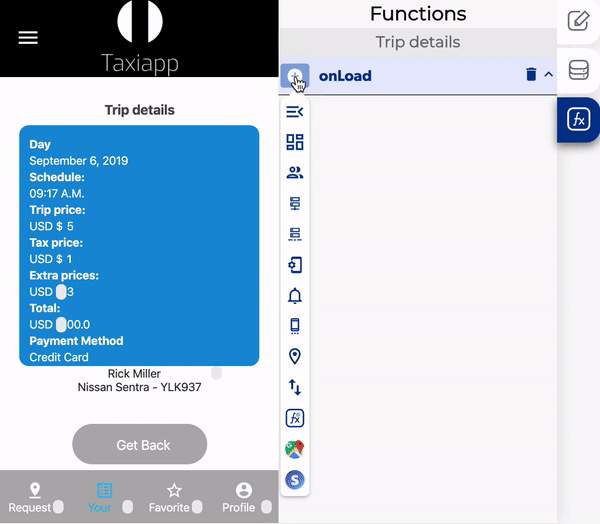 Taxiapp
Trip details
Day
September 6, 2019
Schedule:
09:17 A.M.
Trip price:
USD $ 5
Tax price:
USD $ 1
Extra prices:
USD 3
Total:
USD 00.0
Payment Method
Credit Card
Rick Miller
Nissan Sentra - YLK937
Get Back
Request
Your
Favorite
Profile
Functions
Trip details
onLoad
fx
fx
S